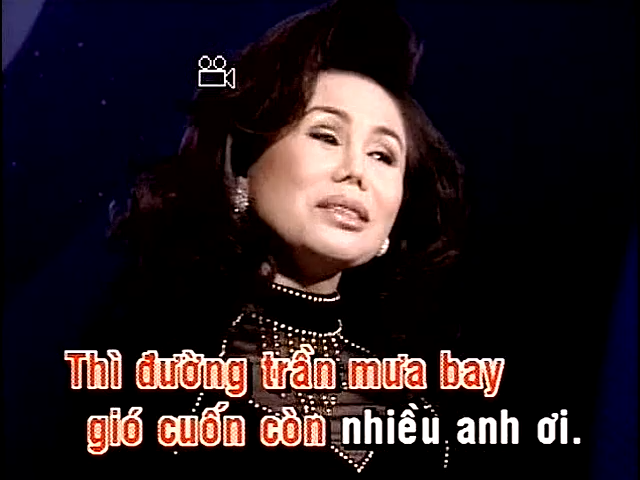 Thì đường trần mưa bay
gió cuốn còn nhiều anh ơi.